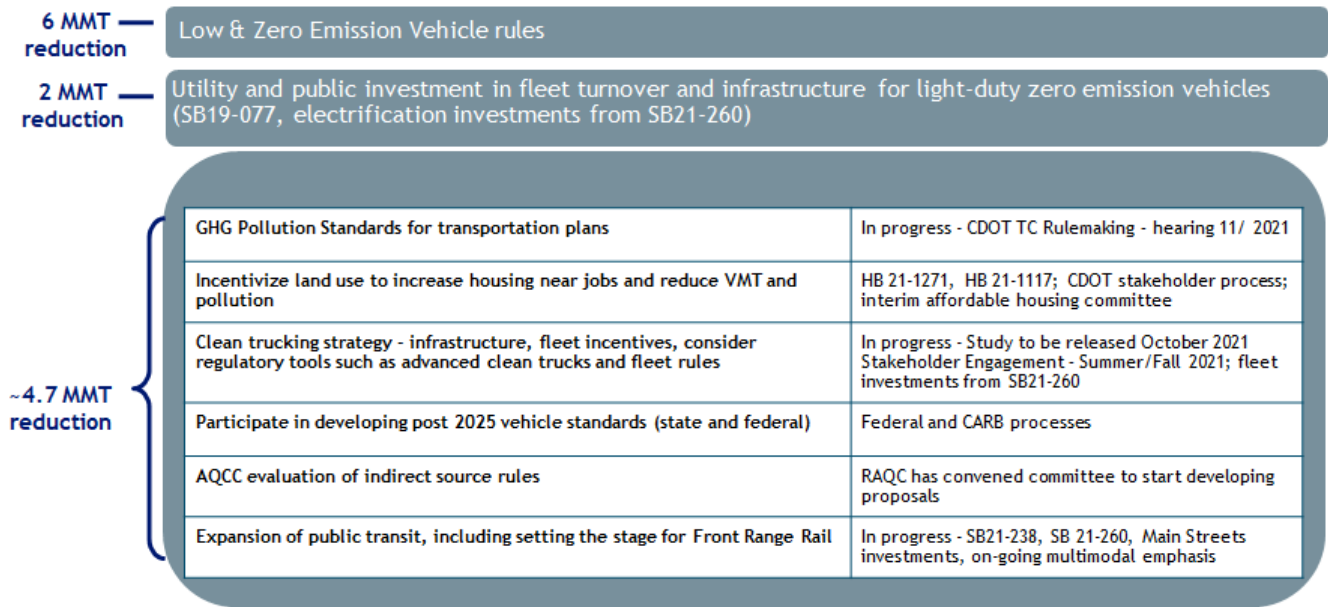 6 MMT
reduction
Low & Zero Emission Vehicle rules
2 MMT
reduction
Utility and public investment in fleet turnover and infrastructure for light-duty zero emission vehicles
(SB19-077, electrification investments from SB21-260)
~4.7 MMT
reduction
GHG Pollution Standards for transportation plans
In progress - CDOT TC Rulemaking - hearing 11/ 2021
Incentivize land use to increase housing near jobs and reduce VMT and
pollution
HB 21-1271, HB 21-1117; CDOT stakeholder process;
interim affordable housing committee
Clean trucking strategy - infrastructure, fleet incentives, consider
regulatory tools such as advanced clean trucks and fleet rules
In progress - Study to be released October 2021
Stakeholder Engagement - Summer/Fall 2021; fleet
investments from SB21-260
Participate in developing post 2025 vehicle standards (state and federal)
Federal and CARB processes
AQCC evaluation of indirect source rules
RAQC has convened committee to start developing
proposals
Expansion of public transit, including setting the stage for Front Range Rail
In progress - SB21-238, SB 21-260, Main Streets
investments, on-going multimodal emphasis